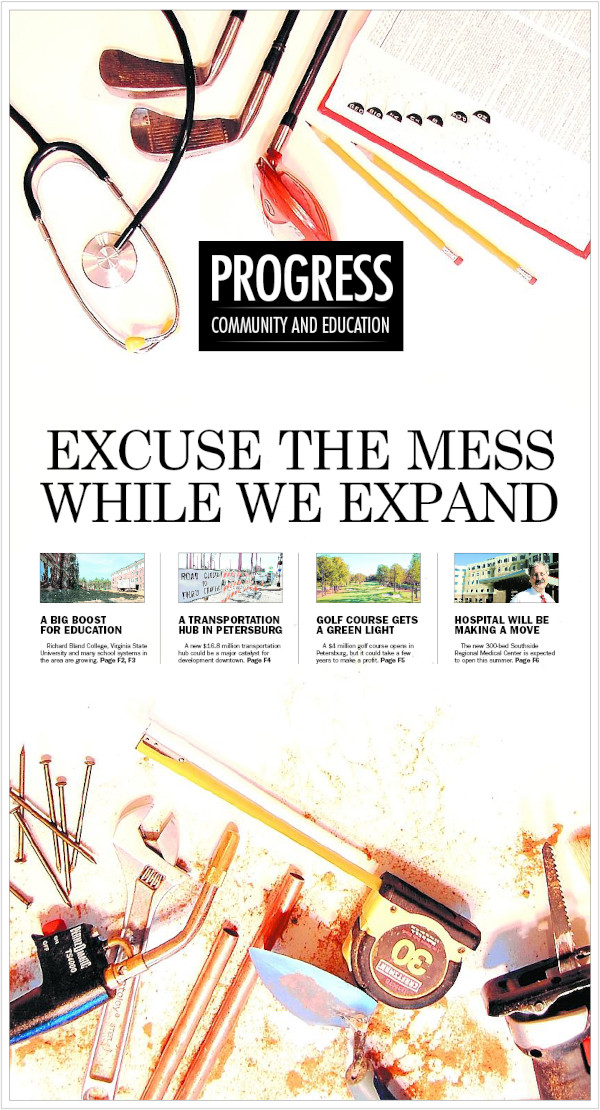 PROGRESS
COMMUNITY AND EDUCATION
EXCUSE THE MESS
WHILE WE EXPAND
ROAD CLOSED
TO
THRU TRAFFIC
A BIG BOOST
FOR EDUCATION
Richard Bland College, Virginia State
University and many school systems in
the area are growing. Page F2, F3
A TRANSPORTATION
HUB IN PETERSBURG
A new $16.8 million transportation
hub could be a major catalyst for
development downtown. Page F4
GOLF COURSE GETS
A GREEN LIGHT
A $4 million golf course opens in
Petersburg, but it could take a few
years to make a profit. Page F5
HOSPITAL WILL BE
MAKING A MOVE
The new 300-bed Southside
Regional Medical Center is expected
to open this summer. Page F6
ON
OFF
BERNZOMATIC
TS4000
30
CRAFTSMAN